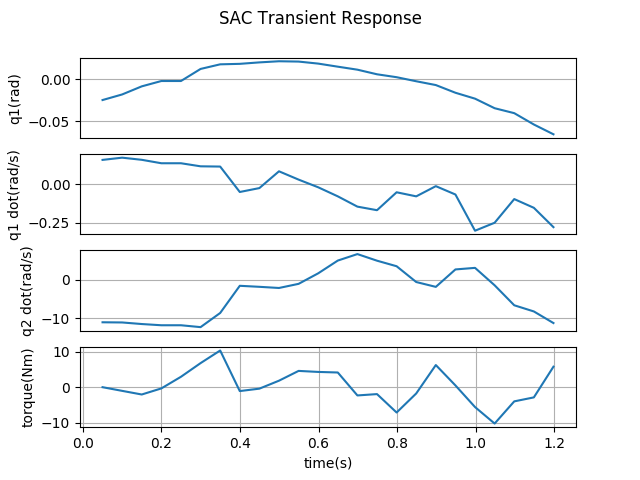 SAC Transient Response
q1(rad)
0.00
−0.05
q1 dot(rad/s)
0.00
−0.25
q2 dot(rad/s)
0
−10
torque(Nm)
10
0
−10
0.0 0.2 0.4 0.6 0.8 1.0 1.2
time(s)